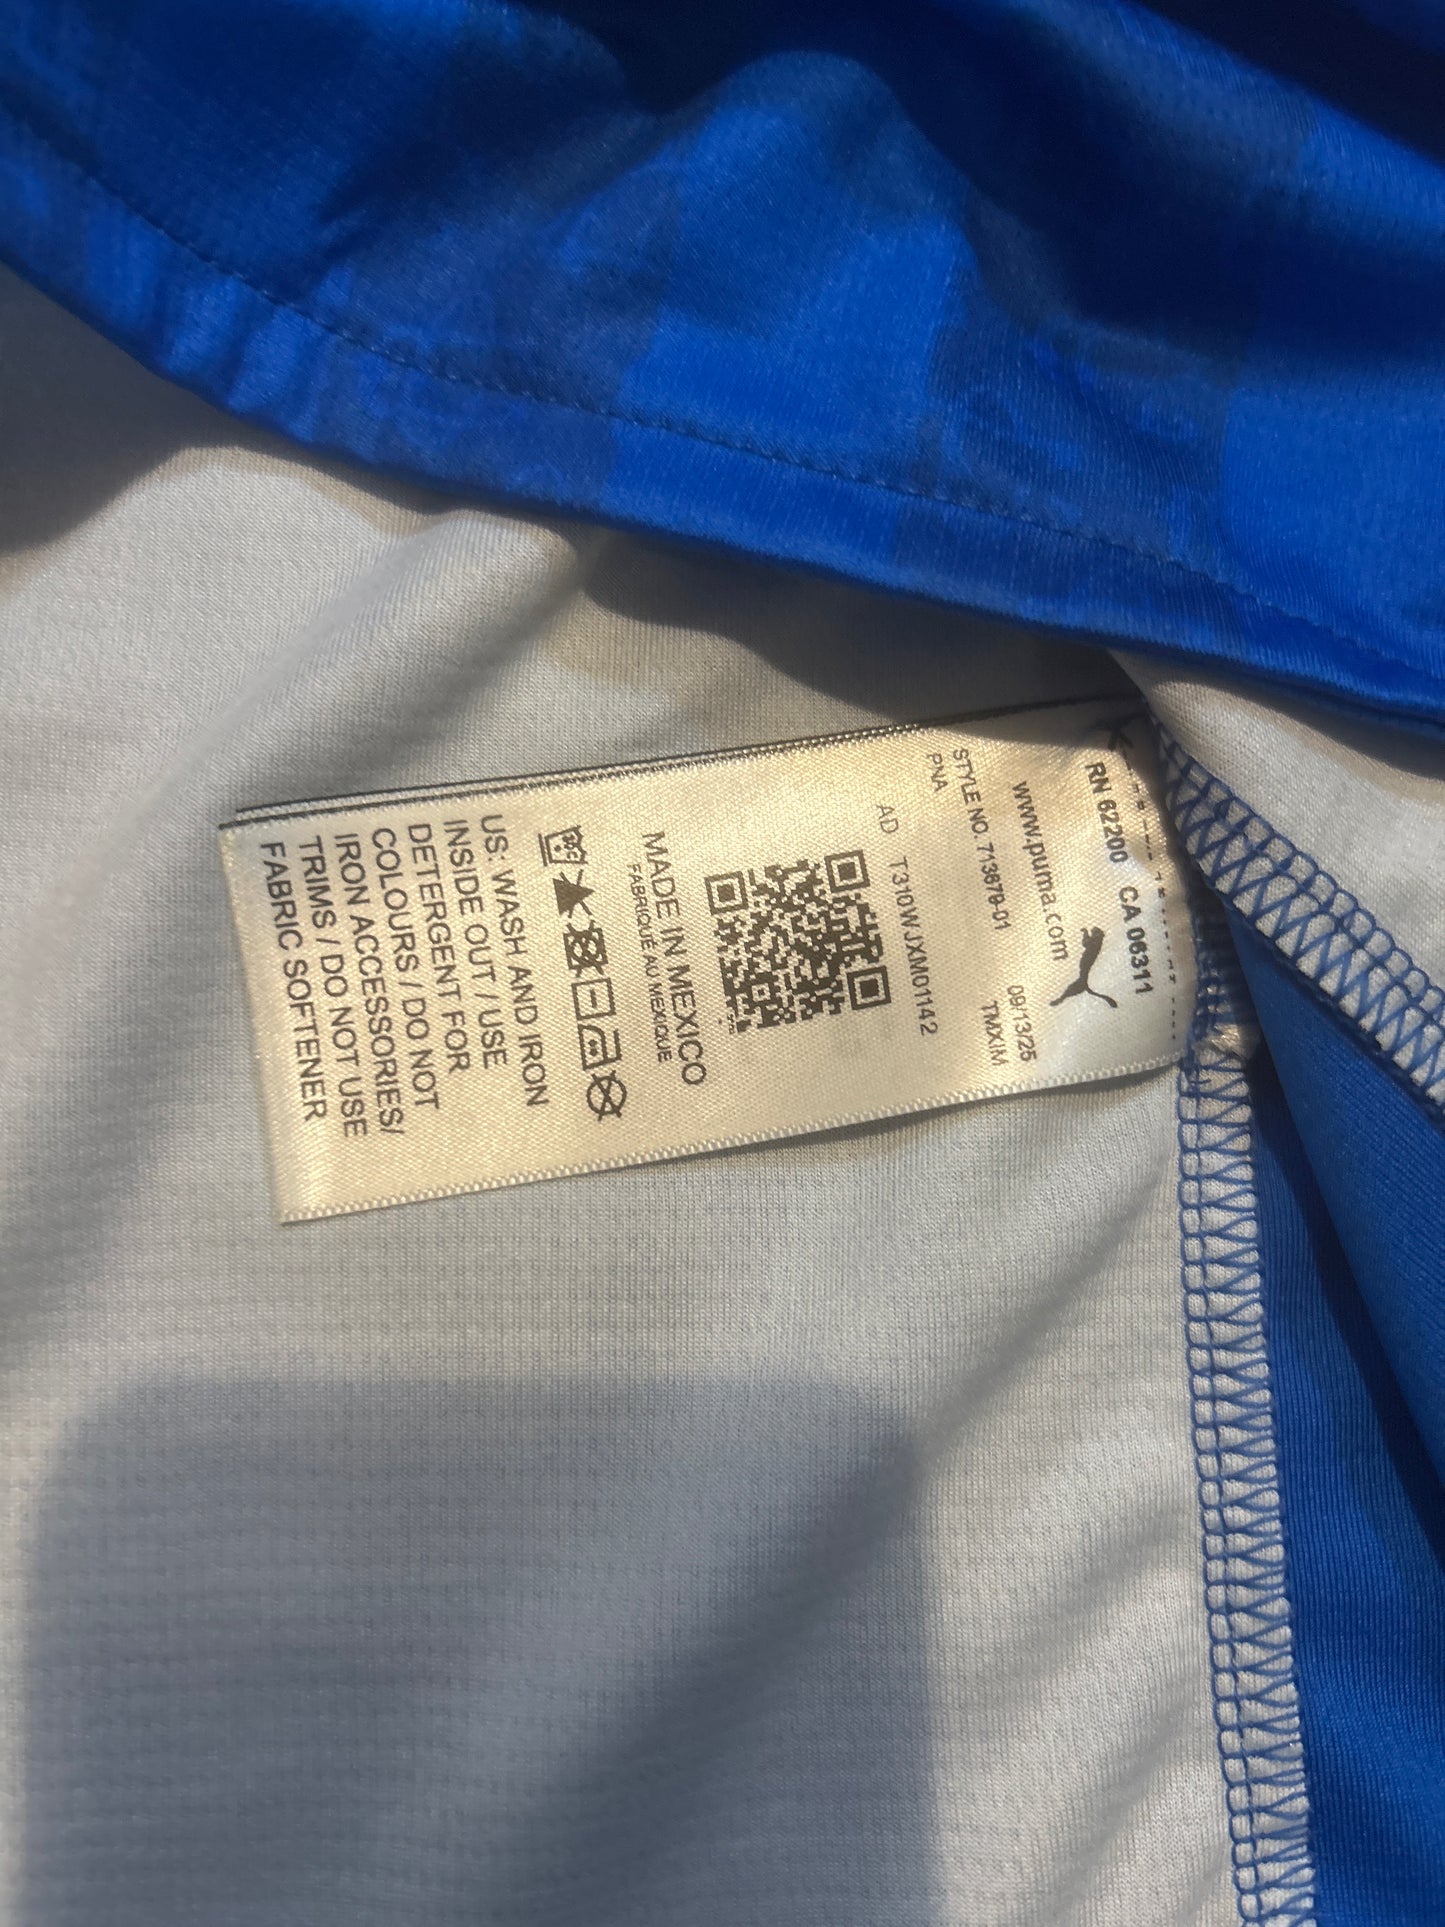 RN 62200 CA 06311
www.puma.com
STYLE NO. 713879-01 09/13/25
PNA TMXIM
AD. T310WJXM01142
MADE IN MEXICO
FABRIQUÉ AU MEXIQUE
US: WASH AND IRON
INSIDE OUT / USE
DETERGENT FOR
COLOURS / DO NOT
IRON ACCESSORIES/
TRIMS / DO NOT USE
FABRIC SOFTENER